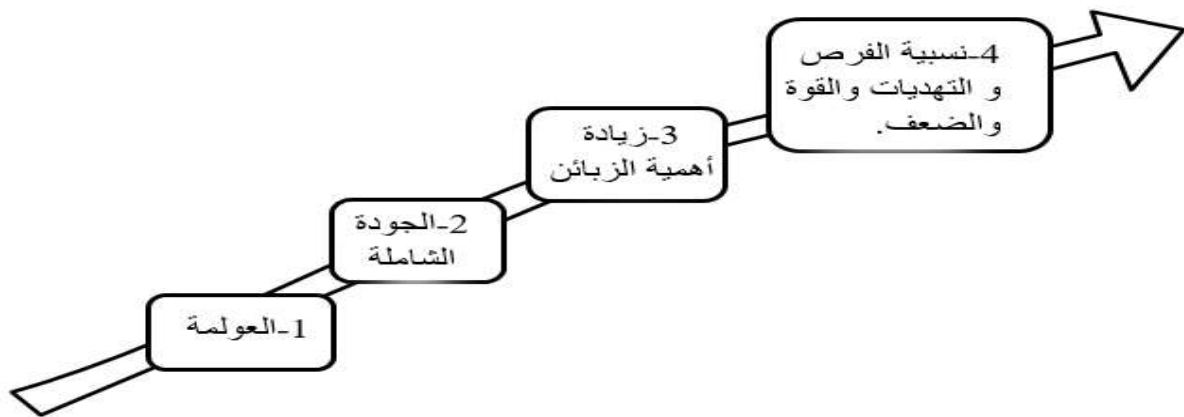 4-نسبية الفرص
و التهديات والقوة
والضعف.
3-زيادة
أهمية الزبائن
2-الجودة
الشاملة
1-العولمة